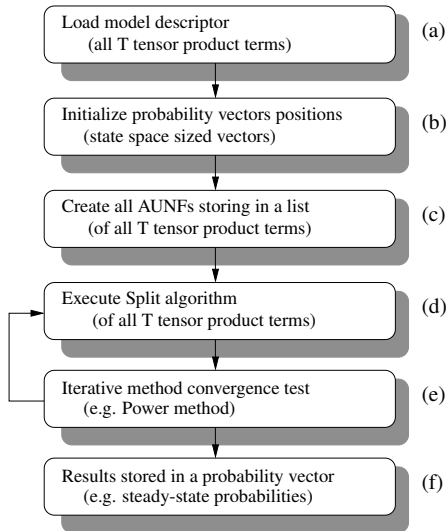 Load model descriptor
(all T tensor product terms)
(a)
Initialize probability vectors positions
(state space sized vectors)
(b)
Create all AUNFs storing in a list
(of all T tensor product terms)
(c)
Execute Split algorithm
(of all T tensor product terms)
(d)
Iterative method convergence test
(e.g. Power method)
(e)
Results stored in a probability vector
(e.g. steady-state probabilities)
(f)